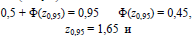 0,5 + Ф(z0,95) = 0,95 Ф(z0,95) = 0,45,
z0,95 = 1,65 и